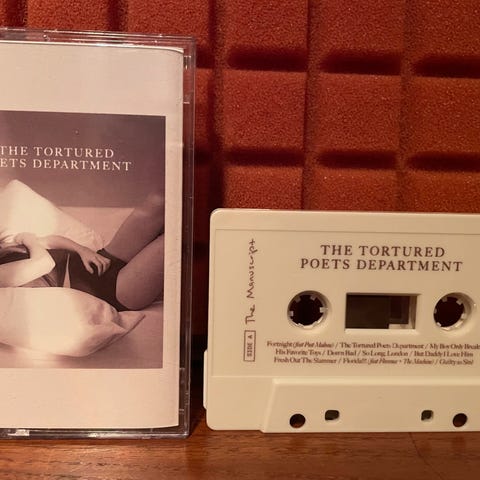 THE TORTURED
POETS DEPARTMENT
SIDE A
The Manuscript
THE TORTURED
POETS DEPARTMENT
Fortnight (feat Post Malone) / The Tortured Poets Department / My Boy Only Breaks
His Favorite Toys / Down Bad / So Long, London / But Daddy I Love Him
Fresh Out The Slammer / Florida!!! (feat Florence + The Machine) / Guilty as Sin?